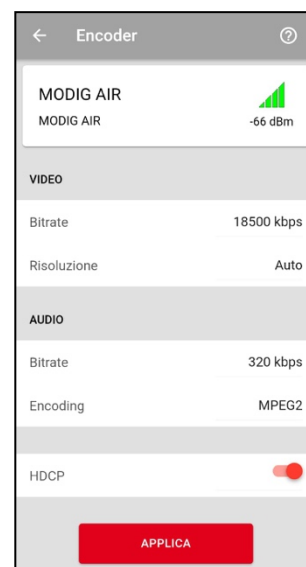 Encoder
MODIG AIR
MODIG AIR
-66 dBm
VIDEO
Bitrate 18500 kbps
Risoluzione Auto
AUDIO
Bitrate 320 kbps
Encoding MPEG2
HDCP
APPLICA